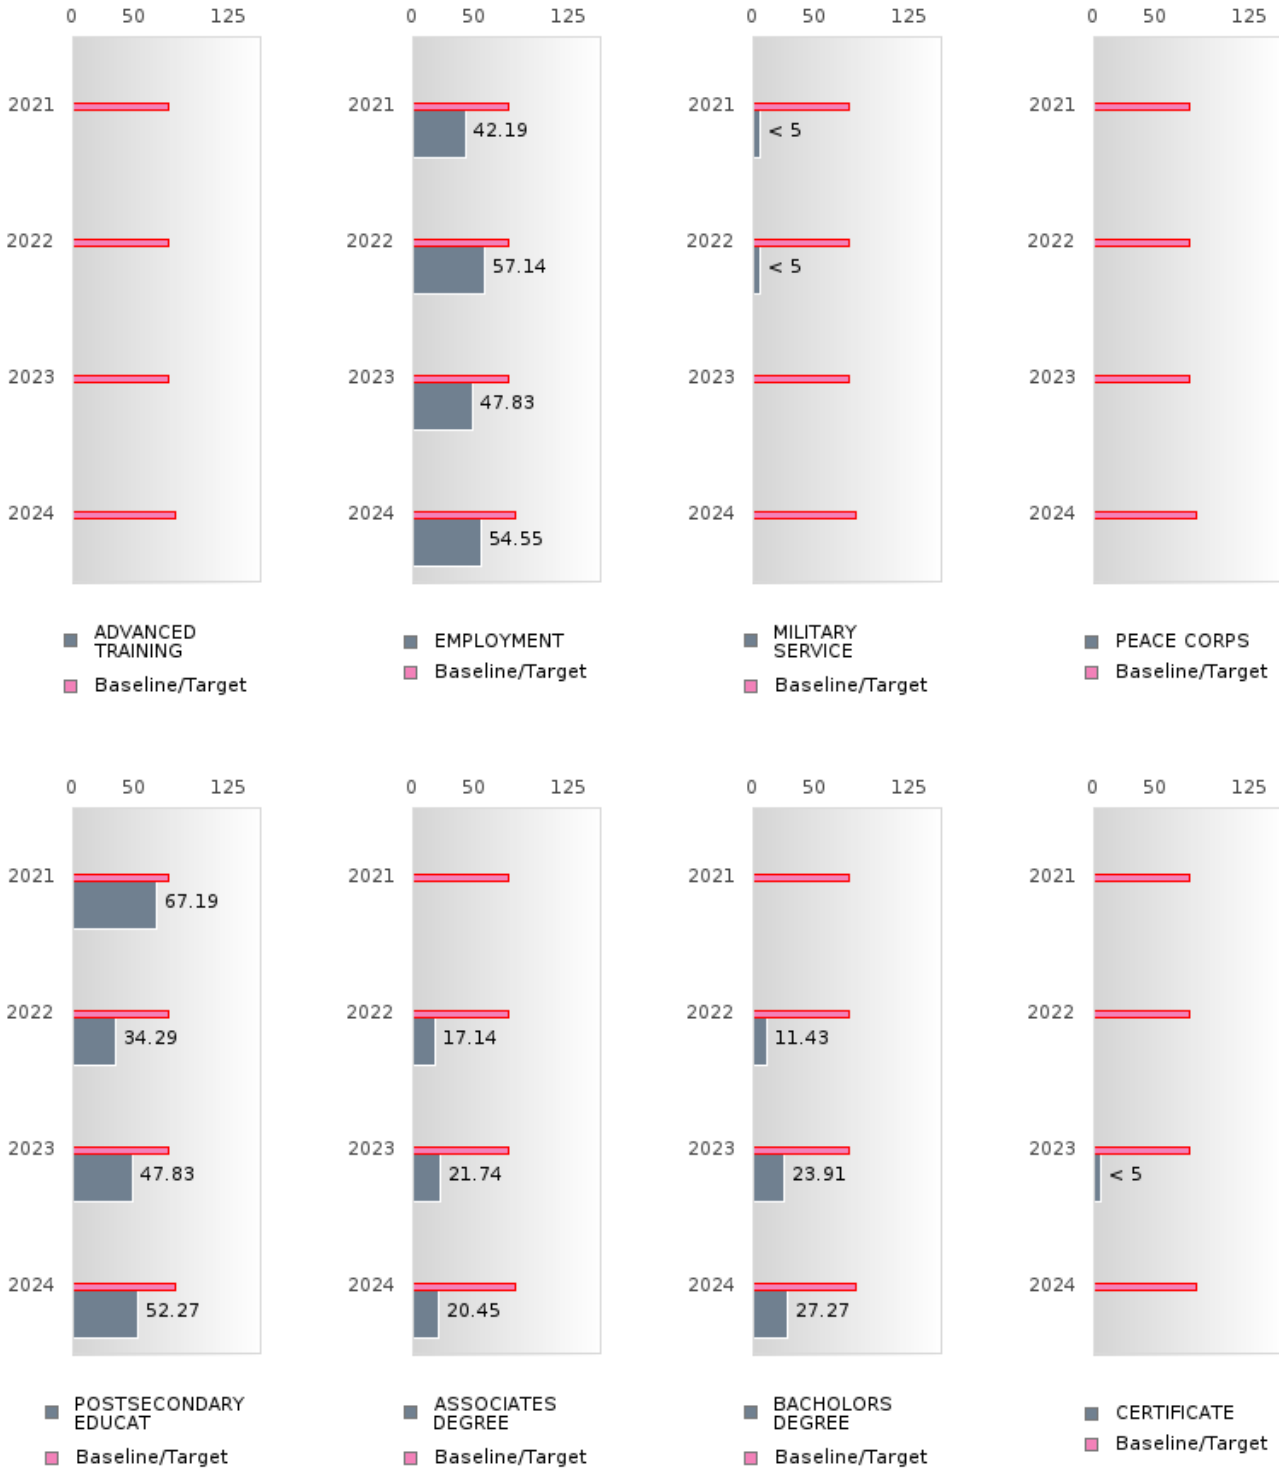 0 50 125
2021
2022
2023
2024
ADVANCED
TRAINING
Baseline/Target
0 50 125
2021
42.19
2022
57.14
2023
47.83
2024
54.55
EMPLOYMENT
Baseline/Target
0 50 125
2021
< 5
2022
< 5
2023
2024
MILITARY
SERVICE
Baseline/Target
0 50 125
2021
2022
2023
2024
PEACE CORPS
Baseline/Target
0 50 125
2021
67.19
2022
34.29
2023
47.83
2024
52.27
POSTSECONDARY
EDUCAT
Baseline/Target
0 50 125
2021
2022
17.14
2023
21.74
2024
20.45
ASSOCIATES
DEGREE
Baseline/Target
0 50 125
2021
2022
11.43
2023
23.91
2024
27.27
BACHOLORS
DEGREE
Baseline/Target
0 50 125
2021
2022
2023
< 5
2024
CERTIFICATE
Baseline/Target